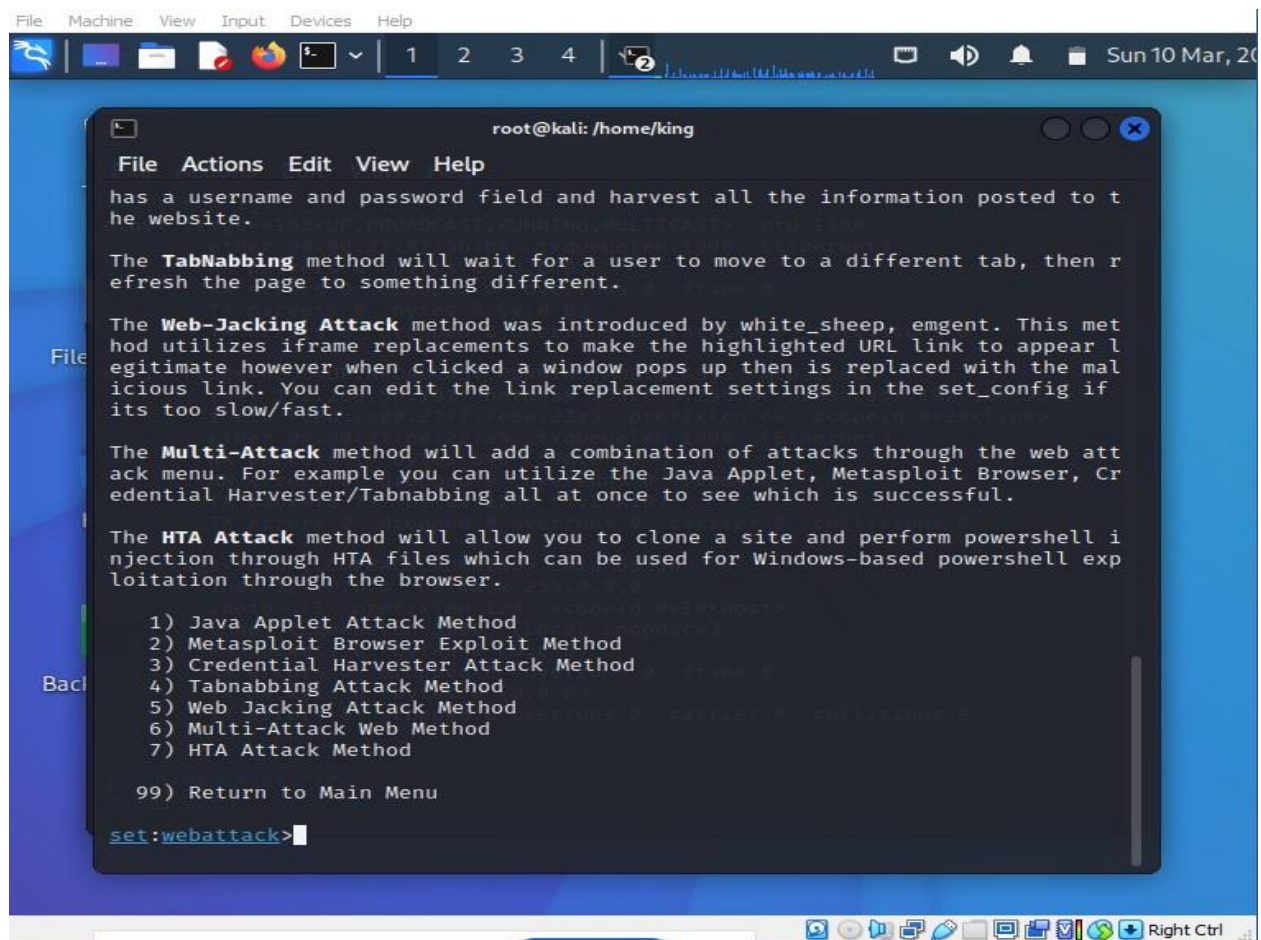 File Machine View Input Devices Help
1 2 3 4 2 Sun 10 Mar, 20
root@kali: /home/king
File Actions Edit View Help
has a username and password field and harvest all the information posted to t
he website.
The TabNabbing method will wait for a user to move to a different tab, then r
efresh the page to something different.
The Web-Jacking Attack method was introduced by white_sheep, emgent. This met
hod utilizes iframe replacements to make the highlighted URL link to appear l
egitimate however when clicked a window pops up then is replaced with the mal
icious link. You can edit the link replacement settings in the set_config if
its too slow/fast.
The Multi-Attack method will add a combination of attacks through the web att
ack menu. For example you can utilize the Java Applet, Metasploit Browser, Cr
edential Harvester/Tabnabbing all at once to see which is successful.
The HTA Attack method will allow you to clone a site and perform powershell i
njection through HTA files which can be used for Windows-based powershell exp
loitation through the browser.
1) Java Applet Attack Method
2) Metasploit Browser Exploit Method
3) Credential Harvester Attack Method
4) Tabnabbing Attack Method
5) Web Jacking Attack Method
6) Multi-Attack Web Method
7) HTA Attack Method
99) Return to Main Menu
set:webattack>
File
Back
Right Ctrl